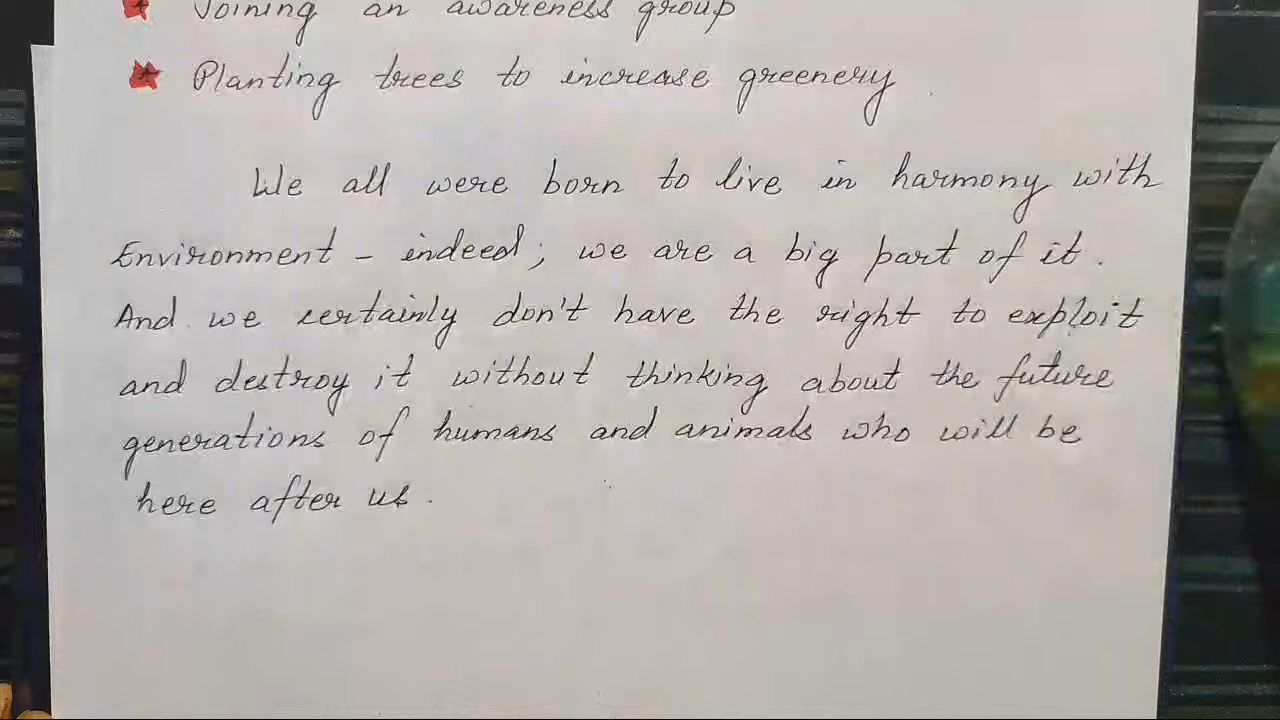 Joining an awareness group
Planting trees to increase greenery
We all were born to live in harmony with
Environment - indeed; we are a big part of it.
And we certainly don't have the right to exploit
and destroy it without thinking about the future
generations of humans and animals who will be
here after us.